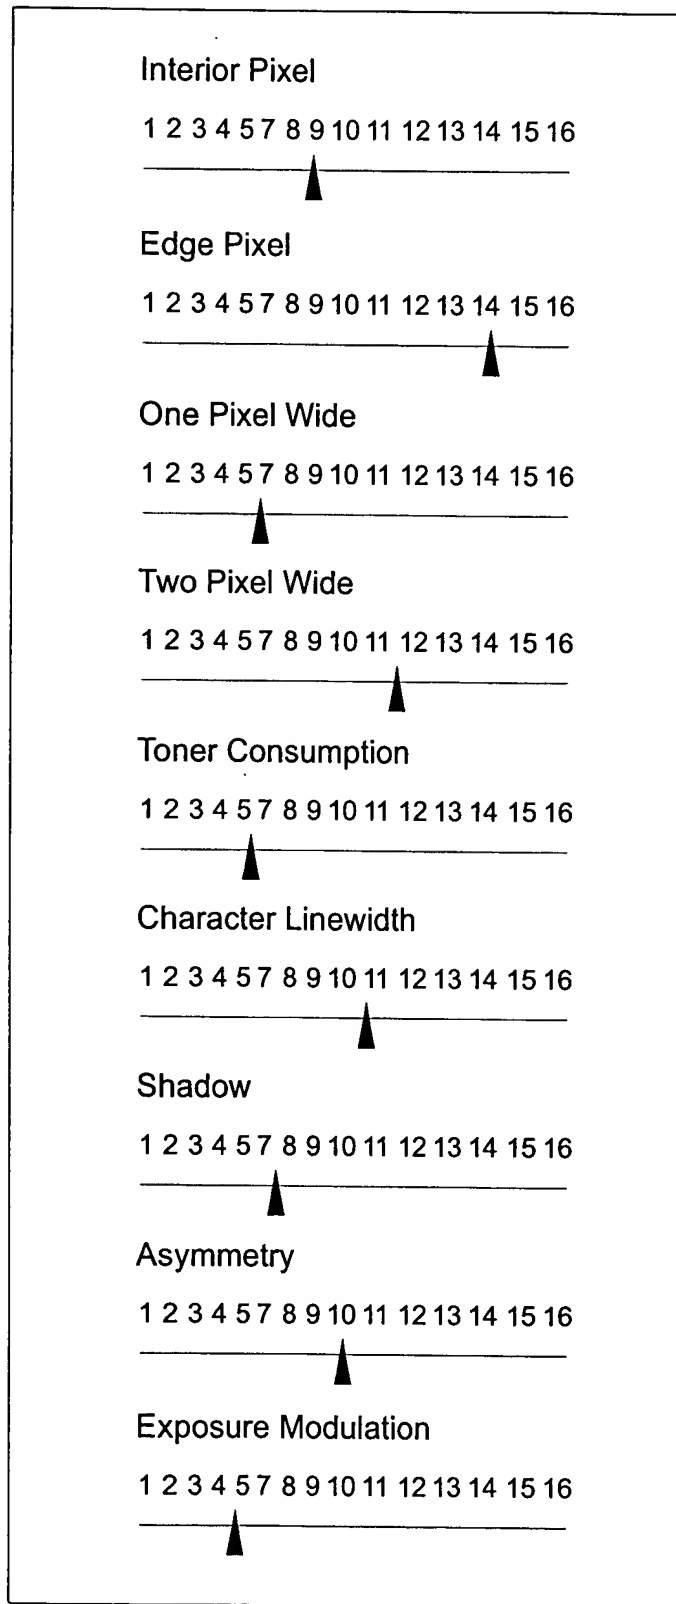 Interior Pixel
1 2 3 4 5 7 8 9 10 11 12 13 14 15 16
Edge Pixel
1 2 3 4 5 7 8 9 10 11 12 13 14 15 16
One Pixel Wide
1 2 3 4 5 7 8 9 10 11 12 13 14 15 16
Two Pixel Wide
1 2 3 4 5 7 8 9 10 11 12 13 14 15 16
Toner Consumption
1 2 3 4 5 7 8 9 10 11 12 13 14 15 16
Character Linewidth
1 2 3 4 5 7 8 9 10 11 12 13 14 15 16
Shadow
1 2 3 4 5 7 8 9 10 11 12 13 14 15 16
Asymmetry
1 2 3 4 5 7 8 9 10 11 12 13 14 15 16
Exposure Modulation
1 2 3 4 5 7 8 9 10 11 12 13 14 15 16